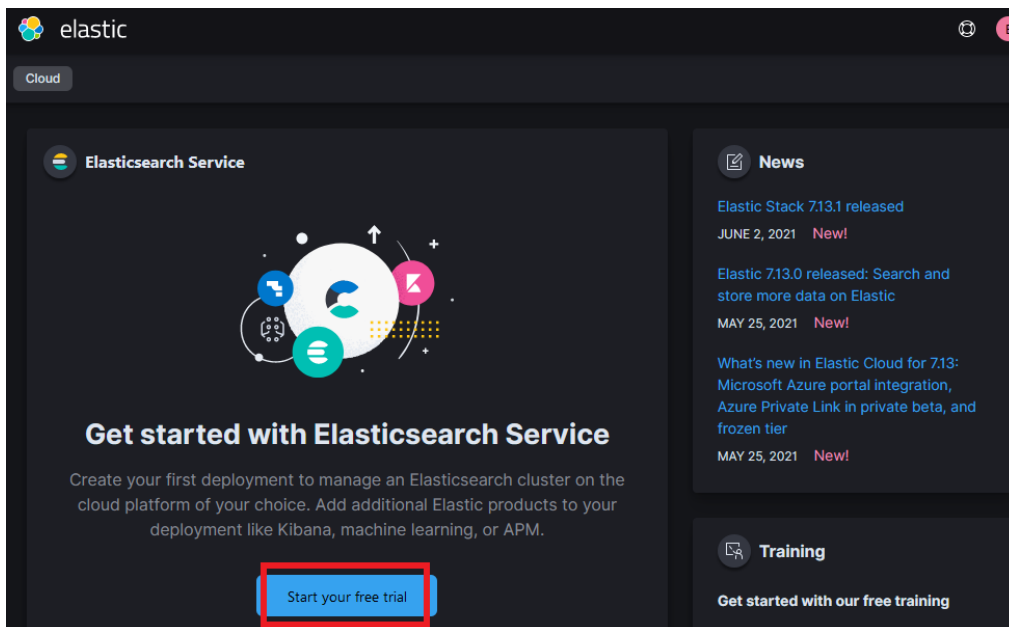 elastic
Cloud
Elasticsearch Service
Get started with Elasticsearch Service
Create your first deployment to manage an Elasticsearch cluster on the
cloud platform of your choice. Add additional Elastic products to your
deployment like Kibana, machine learning, or APM.
Start your free trial
News
Elastic Stack 7.13.1 released
JUNE 2, 2021 New!
Elastic 7.13.0 released: Search and
store more data on Elastic
MAY 25, 2021 New!
What's new in Elastic Cloud for 7.13:
Microsoft Azure portal integration,
Azure Private Link in private beta, and
frozen tier
MAY 25, 2021 New!
Training
Get started with our free training